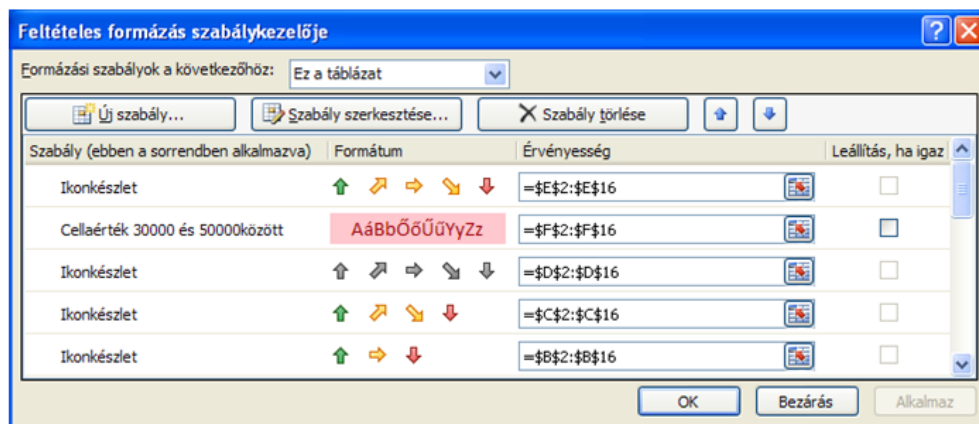 Feltételes formázás szabálykezelője
Formázási szabályok a következőhöz: Ez a táblázat
Új szabály... Szabály szerkesztése... Szabály törlése
Szabály (ebben a sorrendben alkalmazva) Formátum Érvényesség Leállítás, ha igaz
Ikonkészlet =$E$2:$E$16
Cellaérték 30000 és 50000között AáBbŐőŰűYyZz =$F$2:$F$16
Ikonkészlet =$D$2:$D$16
Ikonkészlet =$C$2:$C$16
Ikonkészlet =$B$2:$B$16
OK Bezárás Alkalmaz